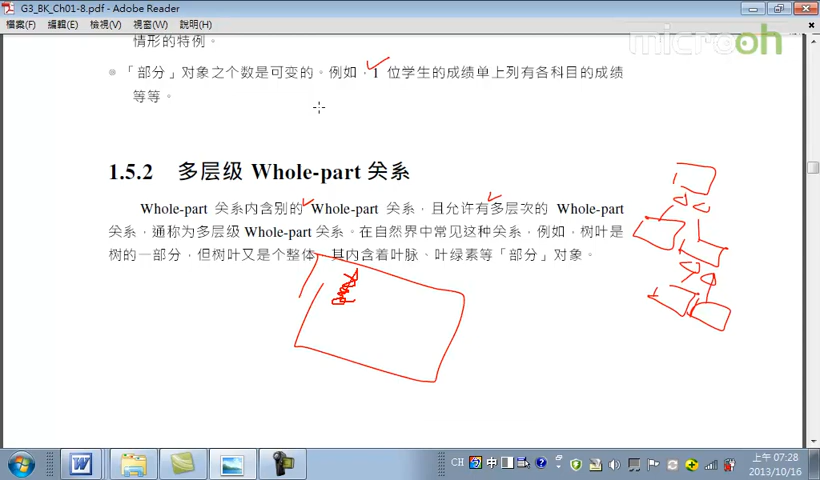 G3_BK_Ch01-8.pdf - Adobe Reader
檔案(F) 編輯(E) 檢視(V) 視窗(W) 說明(H)
microoh
情形的特例。
「部分」对象之个数是可变的。例如，1 位学生的成绩单上列有各科目的成绩
等等。
1.5.2 多层级 Whole-part 关系
Whole-part 关系内含别的 Whole-part 关系，且允许有多层次的 Whole-part
关系，通称为多层级 Whole-part 关系。在自然界中常见这种关系，例如，树叶是
树的一部分，但树叶又是个整体，其内含着叶脉、叶绿素等「部分」对象。
CH 中
上午 07:28
2013/10/16